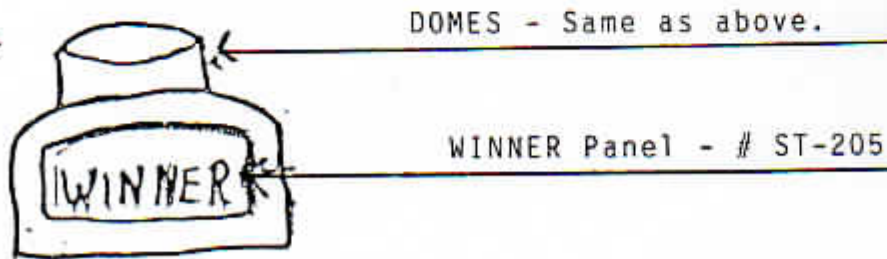 DOMES - Same as above.
WINNER Panel - # ST-205
WINNER